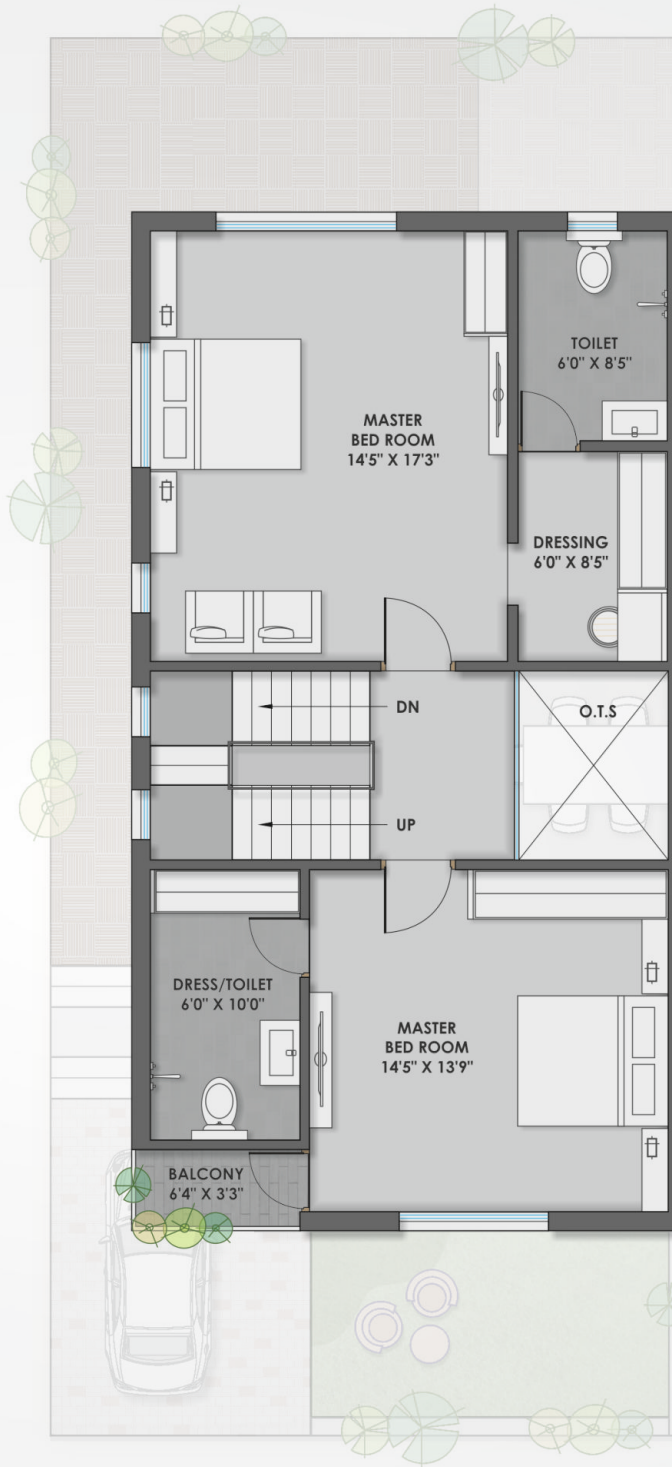 TOILET
6'0" X 8'5"
MASTER
BED ROOM
14'5" X 17'3"
DRESSING
6'0" X 8'5"
DN
O.T.S
UP
DRESS/TOILET
6'0" X 10'0"
MASTER
BED ROOM
14'5" X 13'9"
BALCONY
6'4" X 3'3"